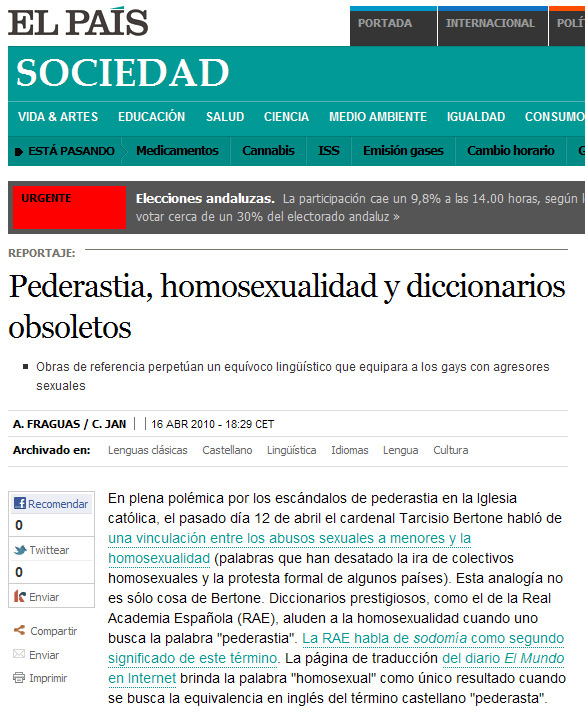 EL PAÍS
PORTADA
INTERNACIONAL
POLÍ
SOCIEDAD
VIDA & ARTES EDUCACIÓN SALUD CIENCIA MEDIO AMBIENTE IGUALDAD CONSUMO
ESTÁ PASANDO Medicamentos Cannabis ISS Emisión gases Cambio horario G
URGENTE
Elecciones andaluzas. La participación cae un 9,8% a las 14.00 horas, según l
votar cerca de un 30% del electorado andaluz »
REPORTAJE:
Pederastia, homosexualidad y diccionarios
obsoletos
Obras de referencia perpetúan un equívoco lingüístico que equipara a los gays con agresores
sexuales
A. FRAGUAS / C. JAN | | 16 ABR 2010 - 18:29 CET
Archivado en: Lenguas clásicas Castellano Lingüística Idiomas Lengua Cultura
Recomendar
0
Twittear
0
Enviar
Compartir
Enviar
Imprimir
En plena polémica por los escándalos de pederastia en la Iglesia
católica, el pasado día 12 de abril el cardenal Tarcisio Bertone habló de
una vinculación entre los abusos sexuales a menores y la
homosexualidad (palabras que han desatado la ira de colectivos
homosexuales y la protesta formal de algunos países). Esta analogía no
es sólo cosa de Bertone. Diccionarios prestigiosos, como el de la Real
Academia Española (RAE), aluden a la homosexualidad cuando uno
busca la palabra "pederastia". La RAE habla de sodomía como segundo
significado de este término. La página de traducción del diario El Mundo
en Internet brinda la palabra "homosexual" como único resultado cuando
se busca la equivalencia en inglés del término castellano "pederasta".